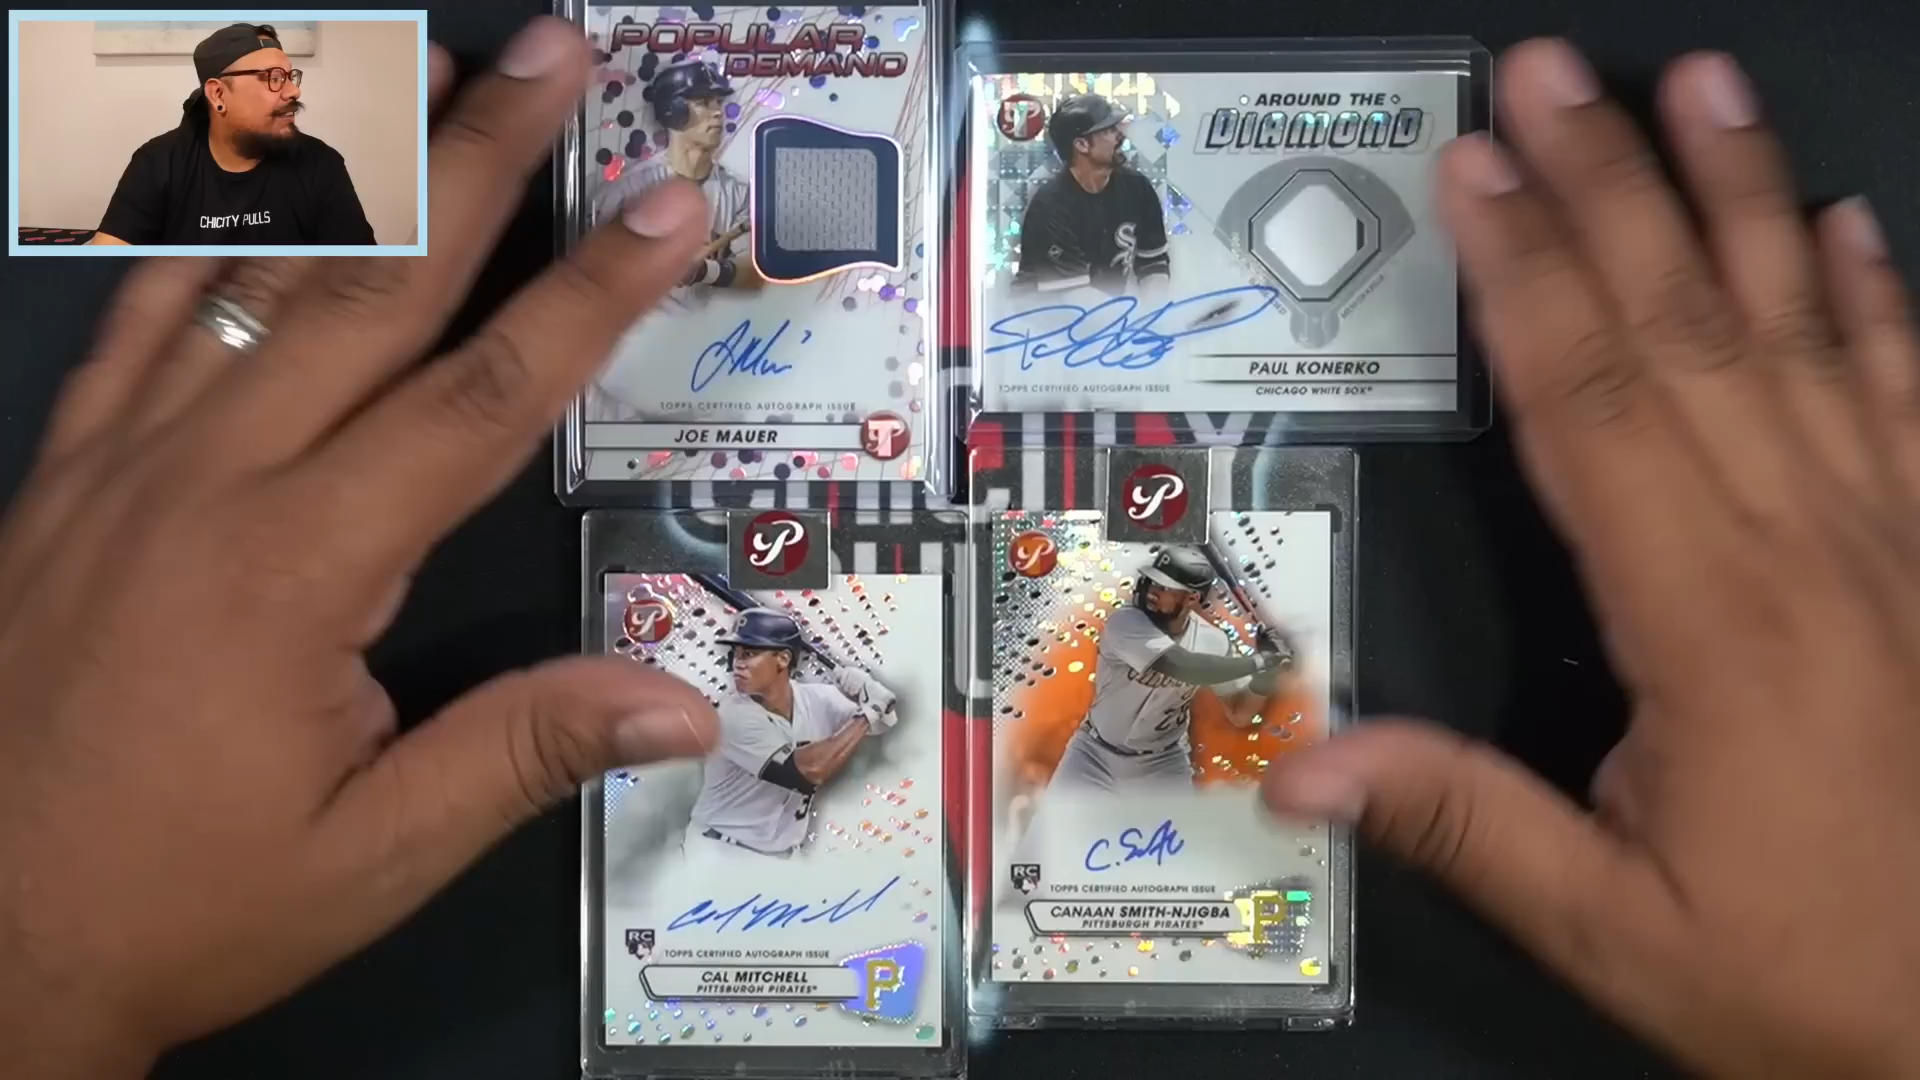 CHICITY PULLS
POPULAR
DEMAND
JOE MAUER
TOPPS CERTIFIED AUTOGRAPH ISSUE
AROUND THE
DIAMOND
PAUL KONERKO
CHICAGO WHITE SOX
TOPPS CERTIFIED AUTOGRAPH ISSUE
RC
TOPPS CERTIFIED AUTOGRAPH ISSUE
CAL MITCHELL
PITTSBURGH PIRATES
P
RC
TOPPS CERTIFIED AUTOGRAPH ISSUE
CANAAN SMITH-NJIGBA
PITTSBURGH PIRATES
P